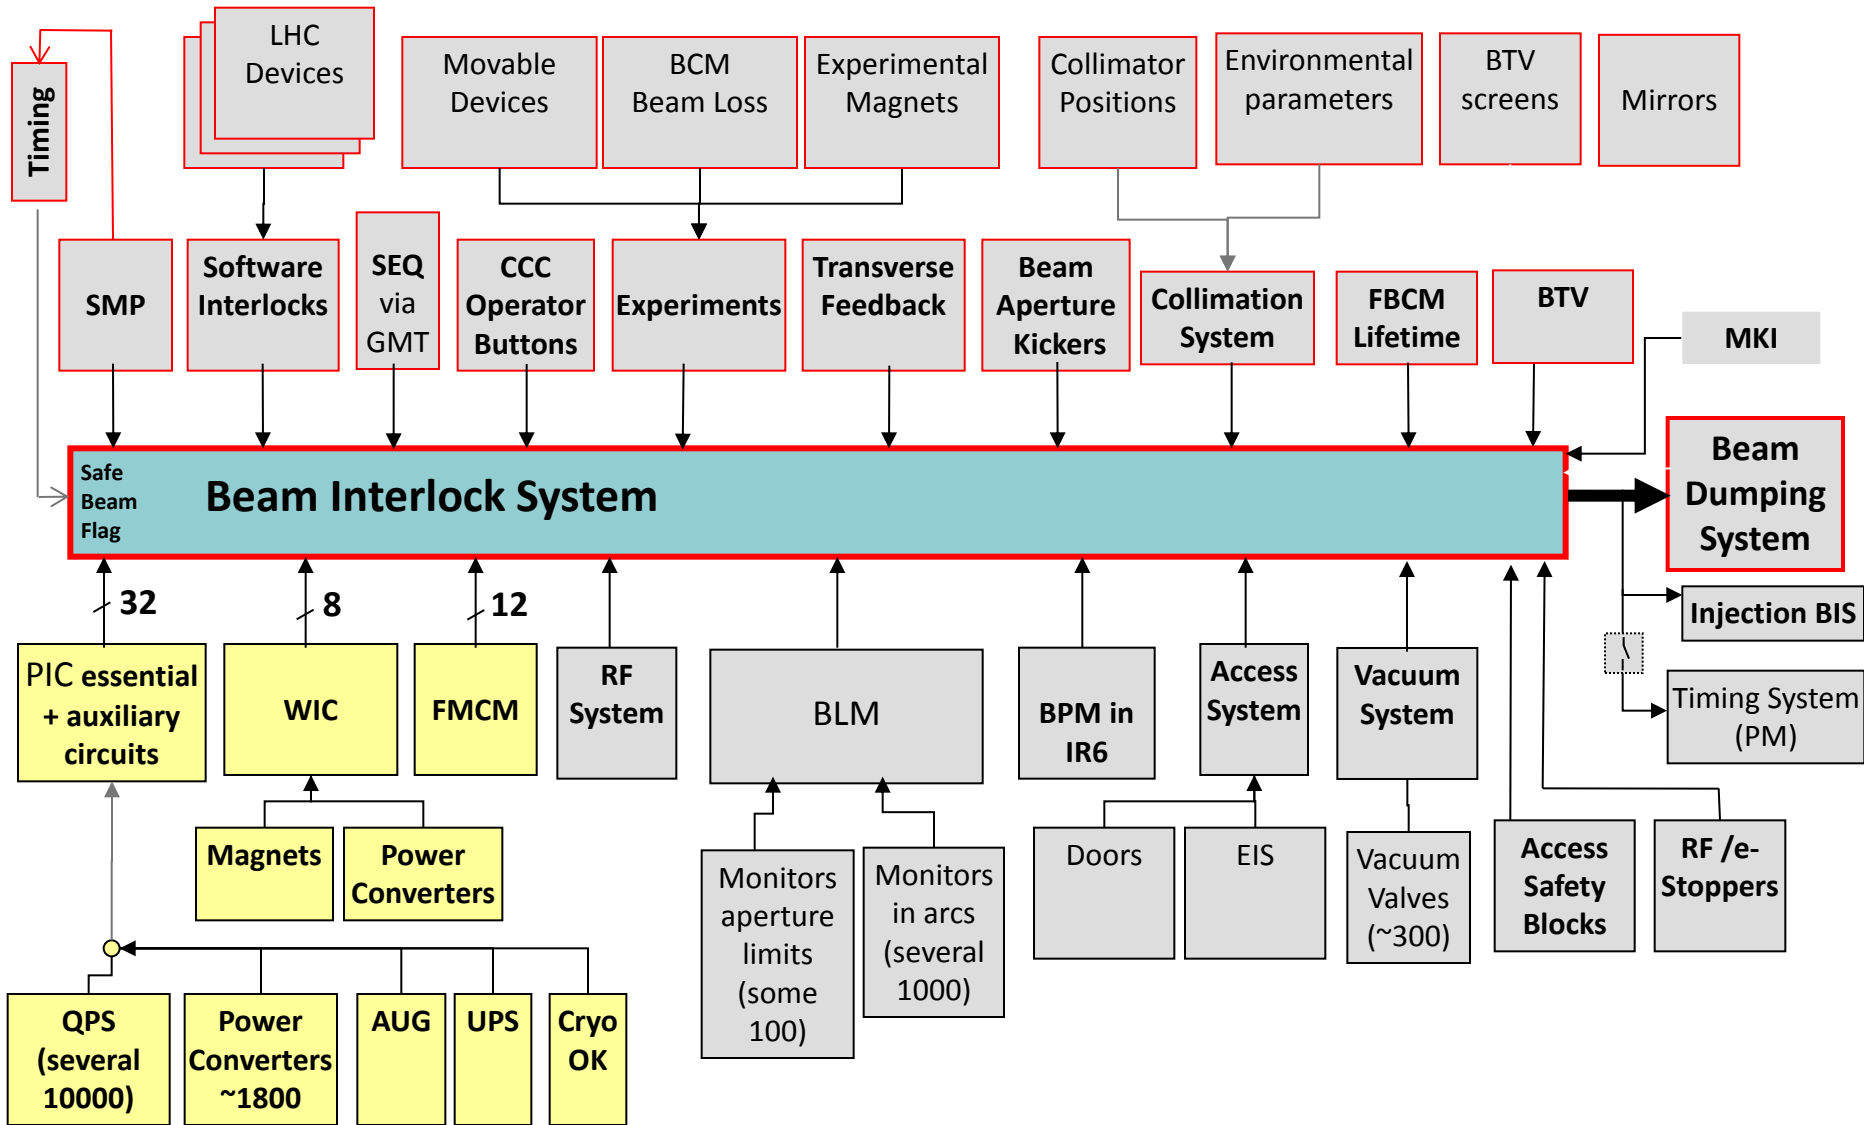 Timing
LHC
Devices
Movable
Devices
BCM
Beam Loss
Experimental
Magnets
Collimator
Positions
Environmental
parameters
BTV
screens
Mirrors
SMP
Software
Interlocks
SEQ
via
GMT
CCC
Operator
Buttons
Experiments
Transverse
Feedback
Beam
Aperture
Kickers
Collimation
System
FBCM
Lifetime
BTV
MKI
Safe
Beam
Flag
Beam Interlock System
Beam
Dumping
System
32
8
12
Injection BIS
Timing System
(PM)
PIC essential
+ auxiliary
circuits
WIC
FMCM
RF
System
BLM
BPM in
IR6
Access
System
Vacuum
System
Magnets
Power
Converters
Monitors
aperture
limits
(some
100)
Monitors
in arcs
(several
1000)
Doors
EIS
Vacuum
Valves
(~300)
Access
Safety
Blocks
RF /e-
Stoppers
QPS
(several
10000)
Power
Converters
~1800
AUG
UPS
Cryo
OK